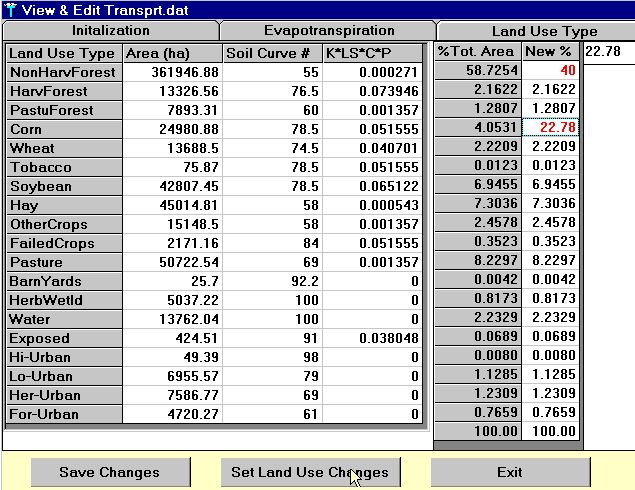 View & Edit Transprt.dat
Initalization Evapotranspiration Land Use Type
Land Use Type Area (ha) Soil Curve # K*LS*C*P %Tot. Area New % 22.78
NonHarvForest 361946.88 55 0.000271 58.7254 40
HarvForest 13326.56 76.5 0.073946 2.1622 2.1622
PastuForest 7893.31 60 0.001357 1.2807 1.2807
Corn 24980.88 78.5 0.051555 4.0531 22.78
Wheat 13688.5 74.5 0.040701 2.2209 2.2209
Tobacco 75.87 78.5 0.051555 0.0123 0.0123
Soybean 42807.45 78.5 0.065122 6.9455 6.9455
Hay 45014.81 58 0.000543 7.3036 7.3036
OtherCrops 15148.5 58 0.001357 2.4578 2.4578
FailedCrops 2171.16 84 0.051555 0.3523 0.3523
Pasture 50722.54 69 0.001357 8.2297 8.2297
BarnYards 25.7 92.2 0 0.0042 0.0042
HerbWetld 5037.22 100 0 0.8173 0.8173
Water 13762.04 100 0 2.2329 2.2329
Exposed 424.51 91 0.038048 0.0689 0.0689
Hi-Urban 49.39 98 0 0.0080 0.0080
Lo-Urban 6955.57 79 0 1.1285 1.1285
Her-Urban 7586.77 69 0 1.2309 1.2309
For-Urban 4720.27 61 0 0.7659 0.7659
100.00 100.00
Save Changes Set Land Use Changes Exit